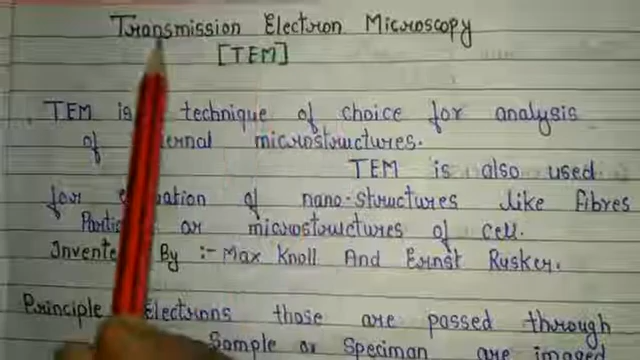 Transmission Electron Microscopy
[TEM]
TEM is technique of choice for analysis
of microstructures.
TEM is also used
for of nano-structures like Fibres
or microstructures of cell.
By :- Max Knoll And Ernst Rusker.
Principle Electrons those are passed through
Sample or Speciman are imaged